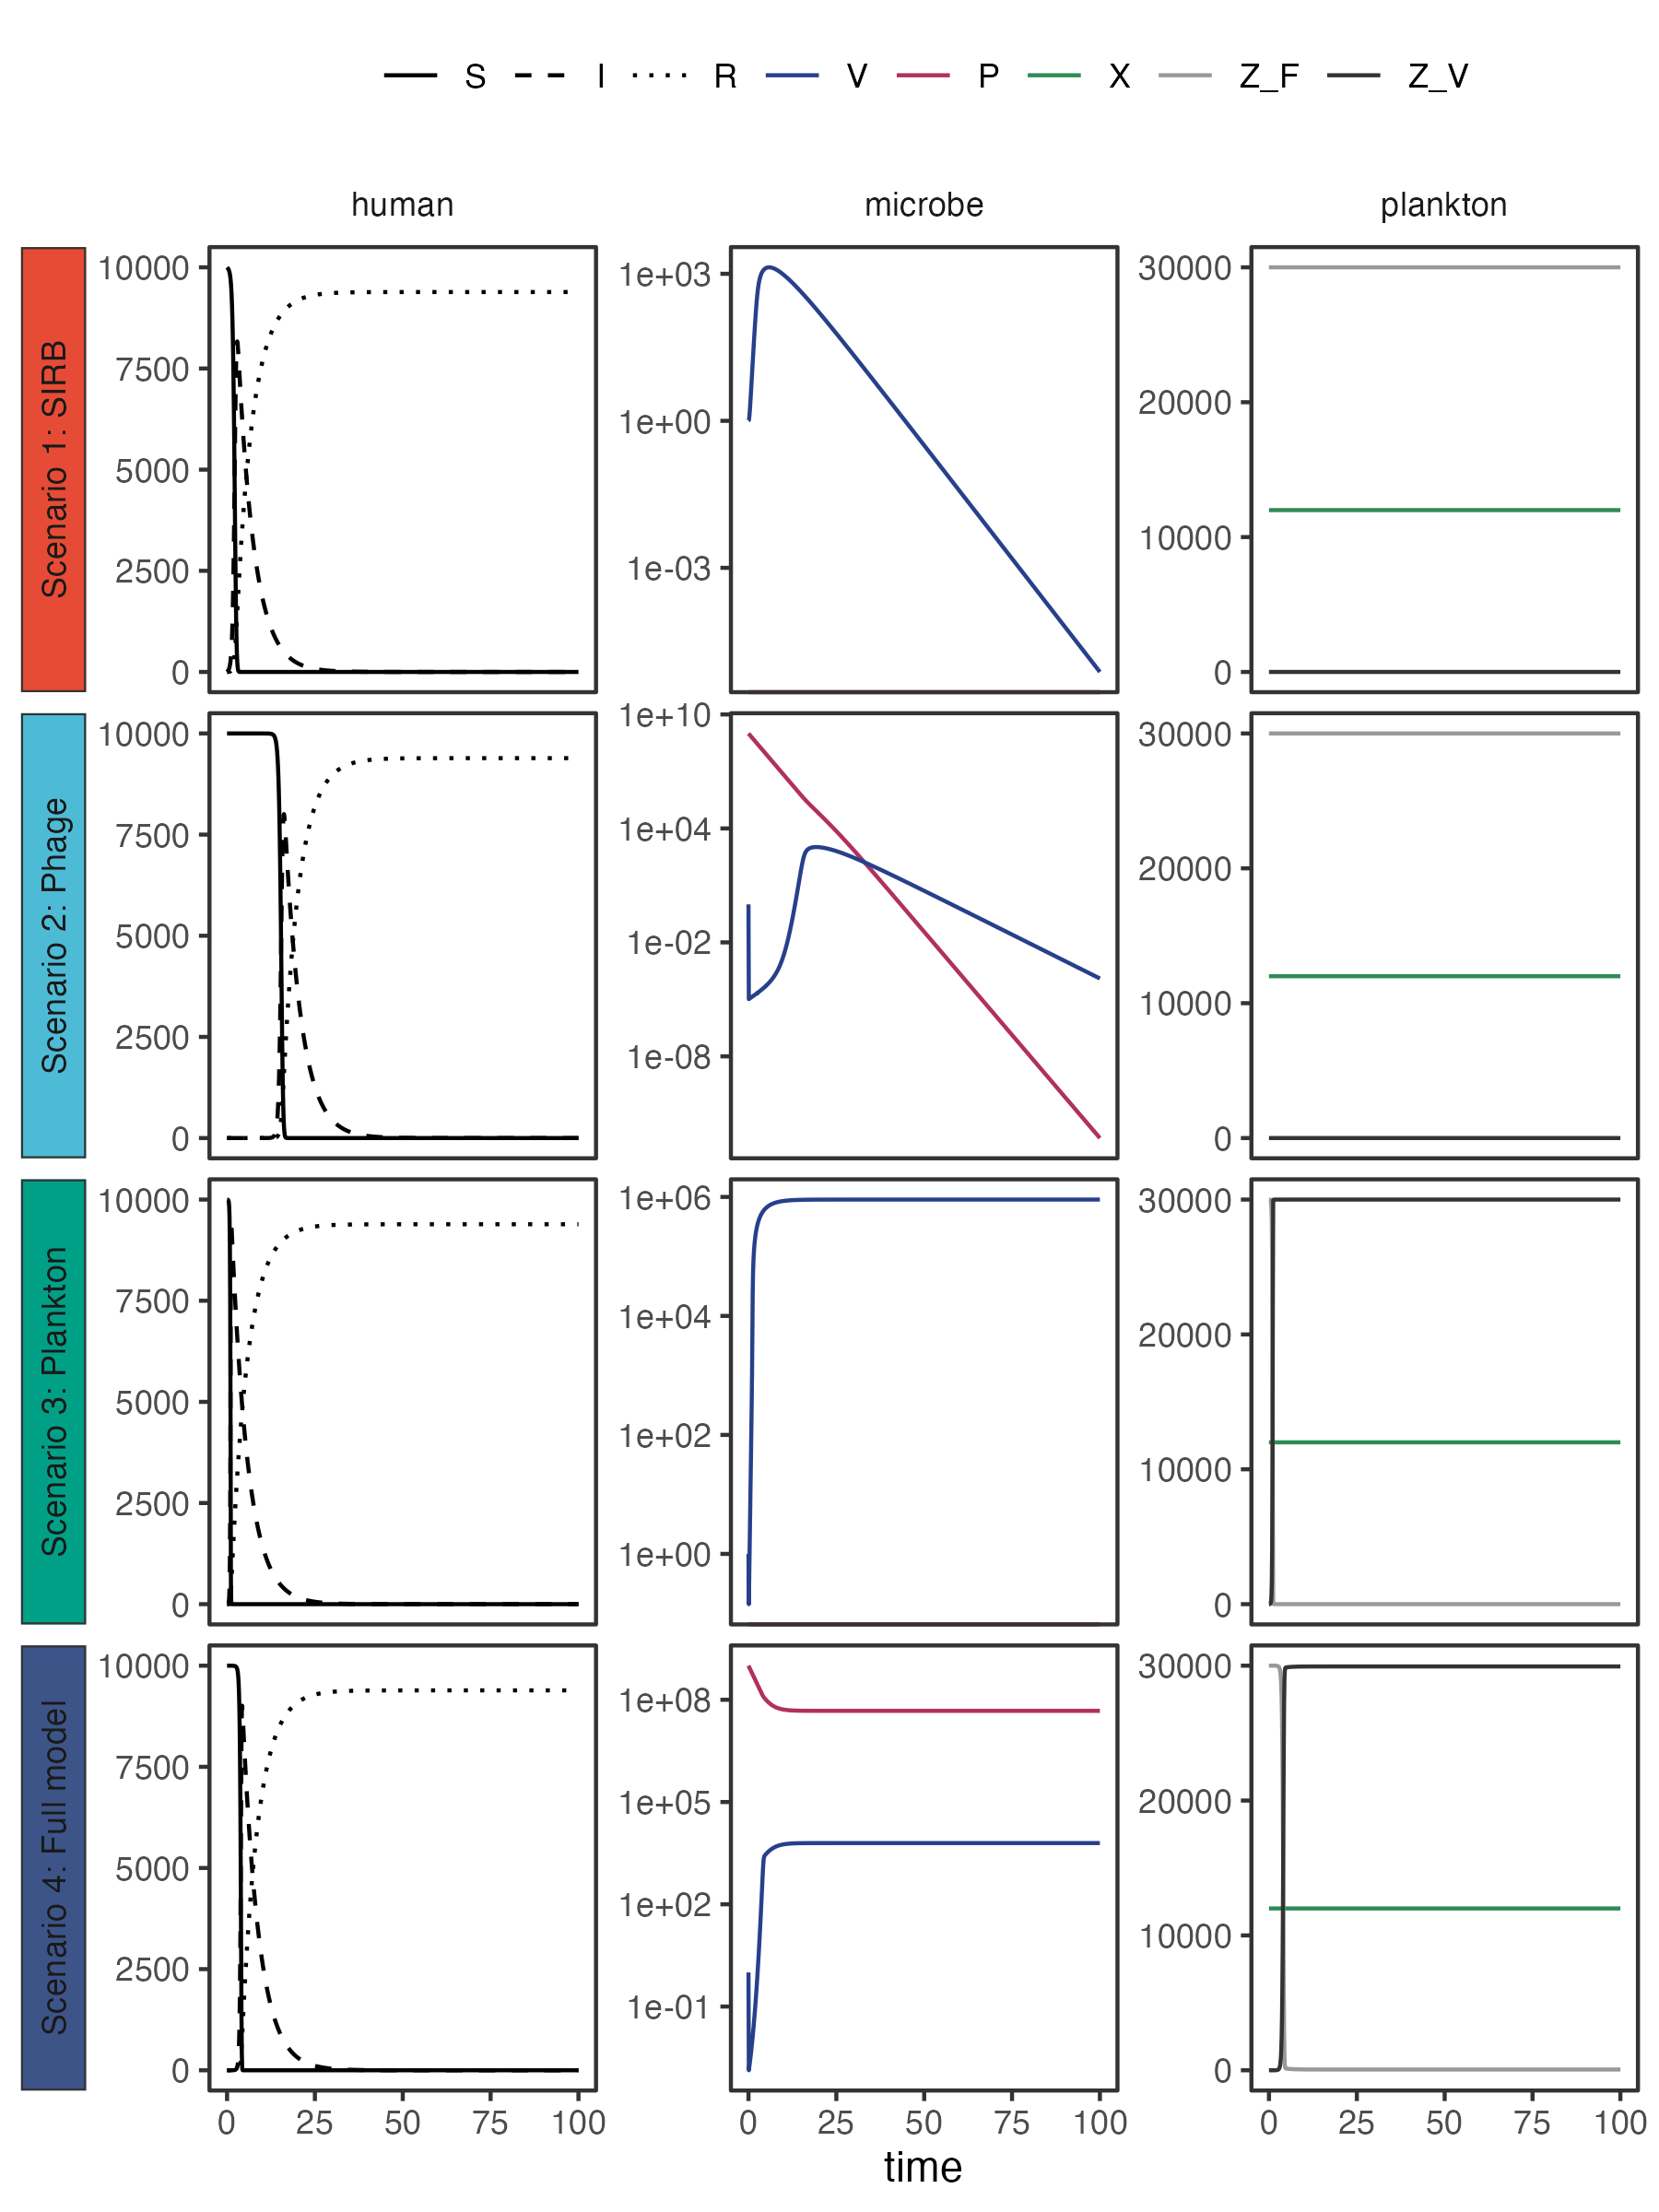 S I R V P X Z_F Z_V
human microbe plankton
Scenario 1: SIRB
10000
7500
5000
2500
0
1e+03
1e+00
1e-03
30000
20000
10000
0
Scenario 2: Phage
10000
7500
5000
2500
0
1e+10
1e+04
1e-02
1e-08
30000
20000
10000
0
Scenario 3: Plankton
10000
7500
5000
2500
0
1e+06
1e+04
1e+02
1e+00
30000
20000
10000
0
Scenario 4: Full model
10000
7500
5000
2500
0
1e+08
1e+05
1e+02
1e-01
30000
20000
10000
0
0 25 50 75 100 0 25 50 75 100 0 25 50 75 100
time